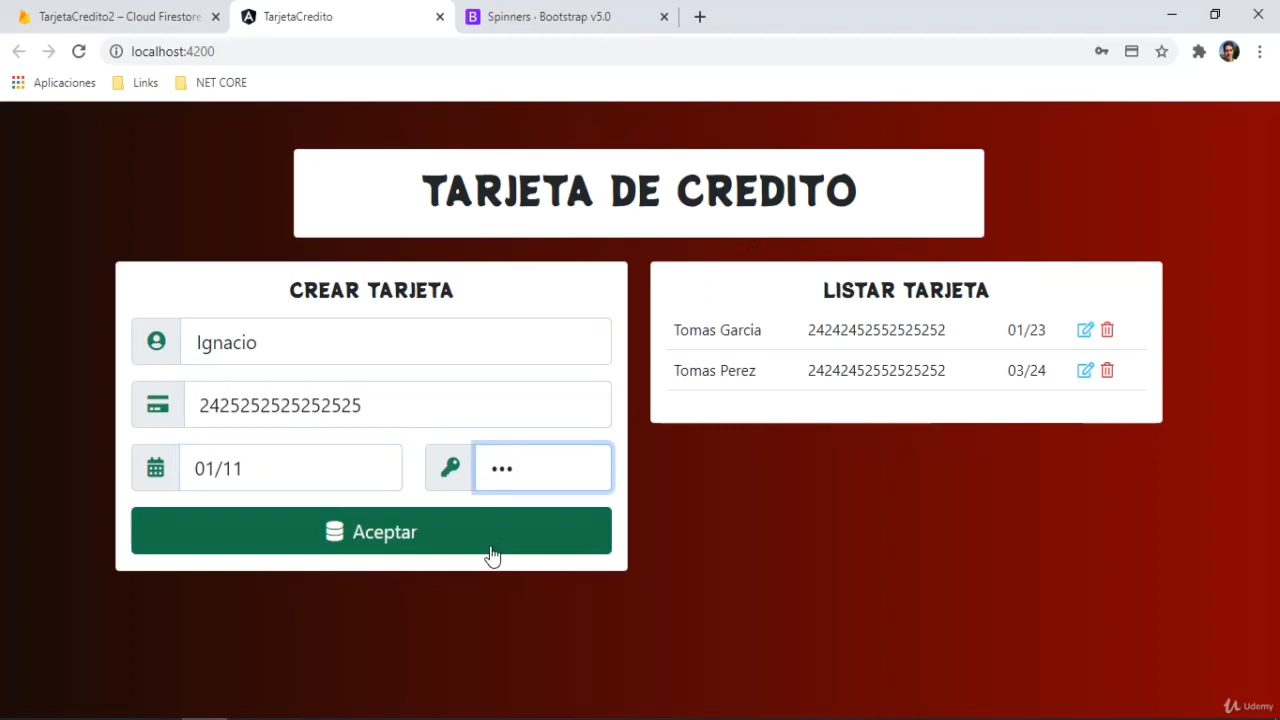 TarjetaCredito2 – Cloud Firestore
TarjetaCredito
Spinners · Bootstrap v5.0
localhost:4200
Aplicaciones
Links
NET CORE
TARJETA DE CREDITO
CREAR TARJETA
Ignacio
2425252525252525
01/11
•••
Aceptar
LISTAR TARJETA
Tomas Garcia 24242452552525252 01/23
Tomas Perez 24242452552525252 03/24
Udemy